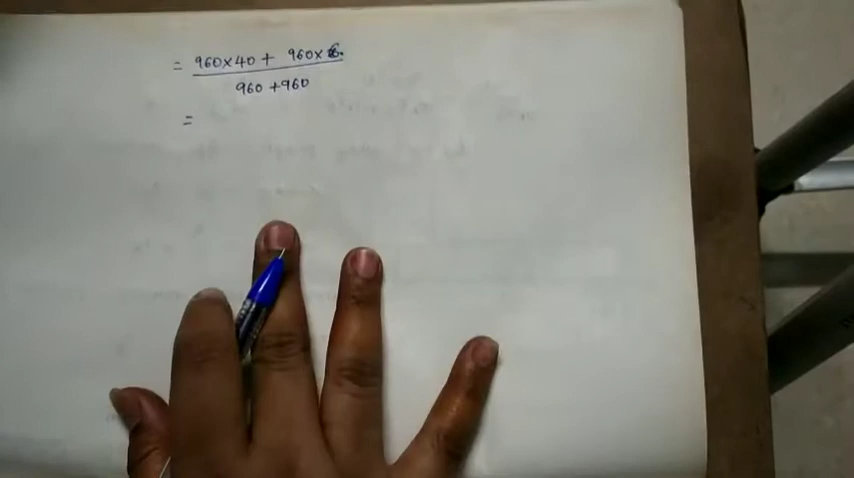 = 960×40 + 960×
960 + 960
=